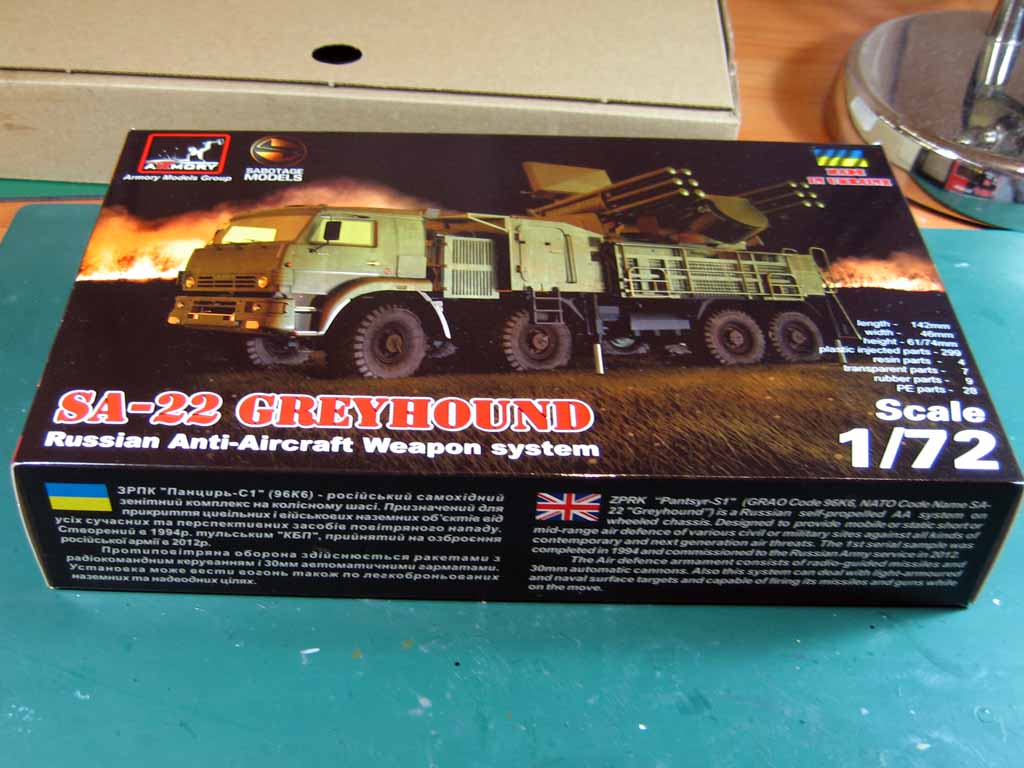 ARMORY
Armory Models Group
SABOTAGE
MODELS
MADE
IN UKRAINE
length - 142mm
width - 46mm
height - 61/74mm
plastic injected parts - 299
resin parts - 4
transparent parts - 7
rubber parts - 9
PE parts - 28
Scale
1/72
SA-22 GREYHOUND
Russian Anti-Aircraft Weapon system
ЗРПК "Панцирь-С1" (96К6) - російський самохідний
зенітний комплекс на колісному шасі. Призначений для
прикриття цивільних і військових наземних об'єктів від
усіх сучасних та перспективних засобів повітряного нападу.
Створений в 1994р. тульським "КБП", прийнятий на озброєння
російської армії в 2012р.
Протиповітряна оборона здійснюється ракетами з
радіокомандним керуванням і 30мм автоматичними гарматами.
Установка може вести вогонь також по легкоброньованих
наземних та надводних цілях.
ZPRK "Pantsyr-S1" (GRAO Code 96K6, NATO Code Name SA-
22 "Greyhound") is a Russian self-propelled AA system on
wheeled chassis. Designed to provide mobile or static short or
mid-range air defence of various civil or military sites against all kinds of
contemporary and next generation air threats. The 1st example was
completed in 1994 and commissioned to the Russian Army service in 2012.
The Air defence armament consists of radio-guided missiles and
30mm automatic cannons. Also this system can deal with light-armoured
and naval surface targets and capable of firing its missiles and guns while
on the move.